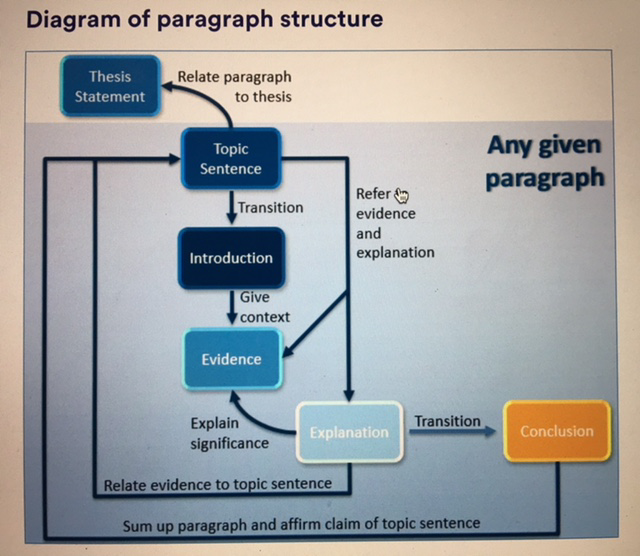 Diagram of paragraph structure
Thesis
Statement
Relate paragraph
to thesis
Topic
Sentence
Any given
paragraph
Refer
evidence
and
explanation
Transition
Introduction
Give
context
Evidence
Explain
significance
Explanation
Transition
Conclusion
Relate evidence to topic sentence
Sum up paragraph and affirm claim of topic sentence